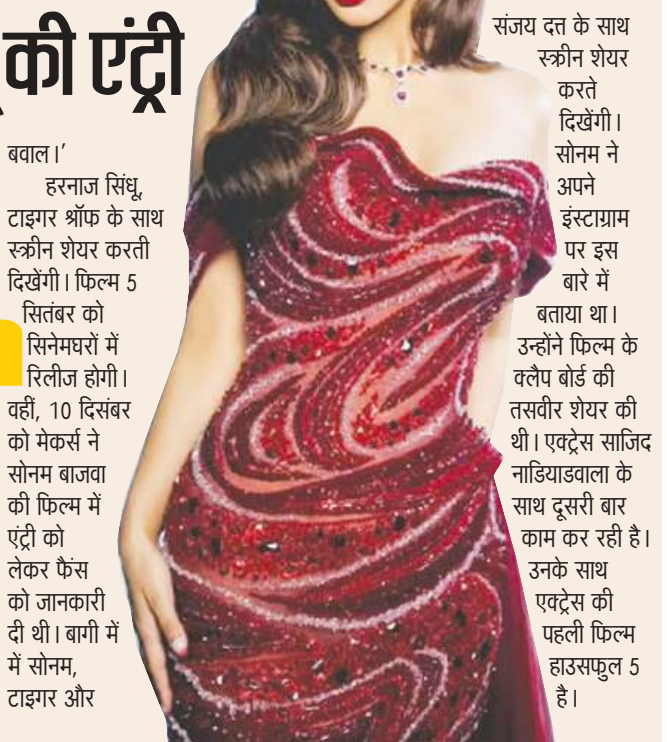 की एंट्री
बवाल।’
हरनाज सिंधू,
टाइगर श्रॉफ के साथ
स्क्रीन शेयर करती
दिखेंगी। फिल्म 5
सितंबर को
सिनेमघरों में
रिलीज होगी।
वहीं, 10 दिसंबर
को मेकर्स ने
सोनम बाजवा
की फिल्म में
एंट्री को
लेकर फैंस
को जानकारी
दी थी। बागी में
में सोनम,
टाइगर और
संजय दत्त के साथ
स्क्रीन शेयर
करते
दिखेंगी।
सोनम ने
अपने
इंस्टाग्राम
पर इस
बारे में
बताया था।
उन्होंने फिल्म के
क्लैप बोर्ड की
तसवीर शेयर की
थी। एक्ट्रेस साजिद
नाडियाडवाला के
साथ दूसरी बार
काम कर रही है।
उनके साथ
एक्ट्रेस की
पहली फिल्म
हाउसफुल 5
है।